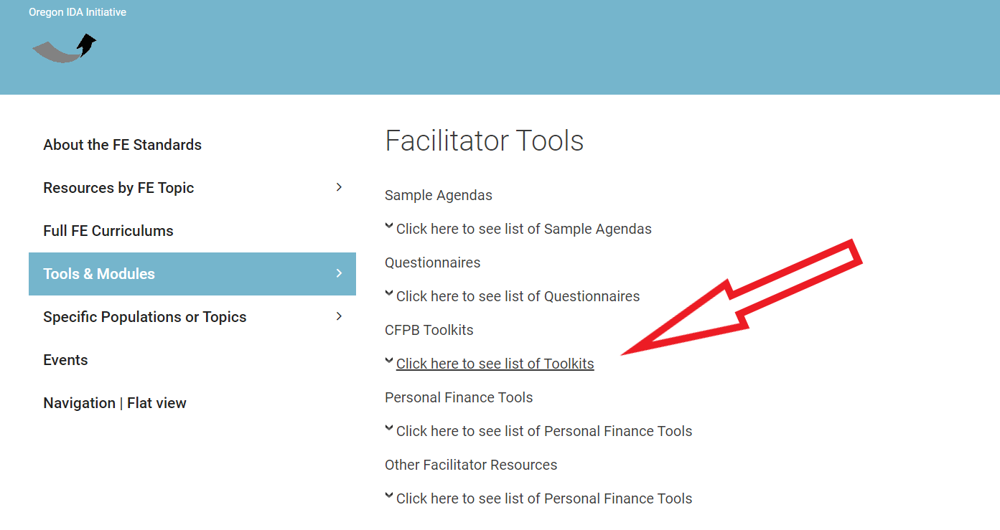 Oregon IDA Initiative
About the FE Standards
Resources by FE Topic
Full FE Curriculums
Tools & Modules
Specific Populations or Topics
Events
Navigation | Flat view
Facilitator Tools
Sample Agendas
Click here to see list of Sample Agendas
Questionnaires
Click here to see list of Questionnaires
CFPB Toolkits
Click here to see list of Toolkits
Personal Finance Tools
Click here to see list of Personal Finance Tools
Other Facilitator Resources
Click here to see list of Personal Finance Tools